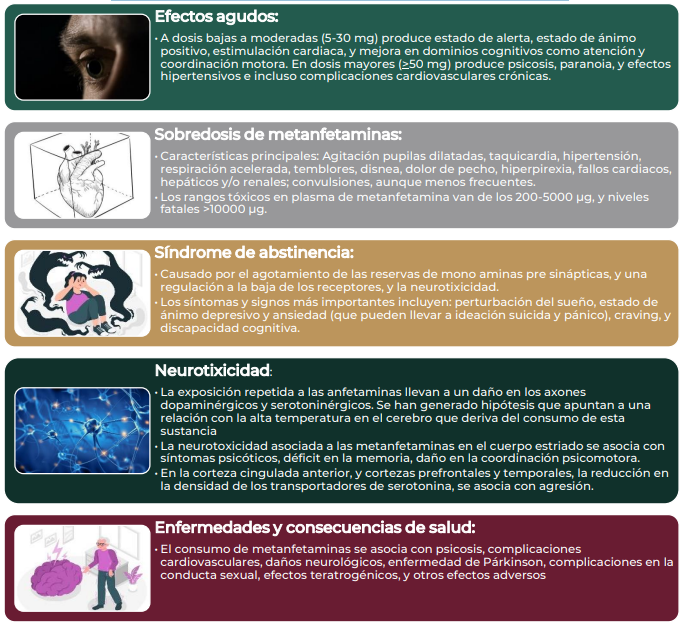 Efectos agudos:
• A dosis bajas a moderadas (5-30 mg) produce estado de alerta, estado de ánimo
positivo, estimulación cardiaca, y mejora en dominios cognitivos como atención y
coordinación motora. En dosis mayores (≥50 mg) produce psicosis, paranoia, y efectos
hipertensivos e incluso complicaciones cardiovasculares crónicas.
Sobredosis de metanfetaminas:
• Características principales: Agitación pupilas dilatadas, taquicardia, hipertensión,
respiración acelerada, temblores, disnea, dolor de pecho, hiperpirexia, fallos cardiacos,
hepáticos y/o renales; convulsiones, aunque menos frecuentes.
• Los rangos tóxicos en plasma de metanfetamina van de los 200-5000 µg, y niveles
fatales >10000 µg.
Síndrome de abstinencia:
• Causado por el agotamiento de las reservas de mono aminas pre sinápticas, y una
regulación a la baja de los receptores, y la neurotixicidad.
• Los síntomas y signos más importantes incluyen: perturbación del sueño, estado de
ánimo depresivo y ansiedad (que pueden llevar a ideación suicida y pánico), craving, y
discapacidad cognitiva.
Neurotixicidad:
• La exposición repetida a las anfetaminas llevan a un daño en los axones
dopaminérgicos y serotoninérgicos. Se han generado hipótesis que apuntan a una
relación con la alta temperatura en el cerebro que deriva del consumo de esta
sustancia
• La neurotoxicidad asociada a las metanfetaminas en el cuerpo estriado se asocia con
síntomas psicóticos, déficit en la memoria, daño en la coordinación psicomotora.
• En la corteza cingulada anterior, y cortezas prefrontales y temporales, la reducción en
la densidad de los transportadores de serotonina, se asocia con agresión.
Enfermedades y consecuencias de salud:
• El consumo de metanfetaminas se asocia con psicosis, complicaciones
cardiovasculares, daños neurológicos, enfermedad de Párkinson, complicaciones en la
conducta sexual, efectos teratrogénicos, y otros efectos adversos